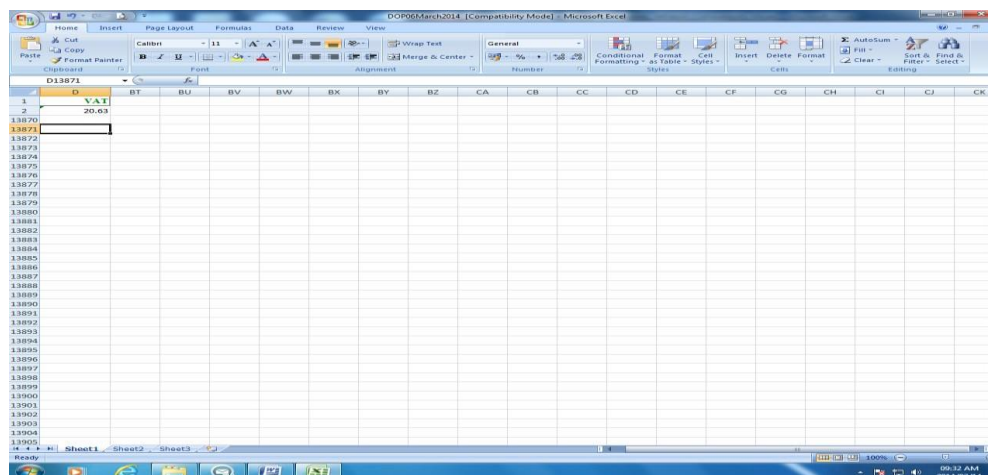 DOP06March2014 [Compatibility Mode] - Microsoft Excel
Home Insert Page Layout Formulas Data Review View
Paste
Cut
Copy
Format Painter
Clipboard
Calibri 11 A A
B I U A
Font
Wrap Text
Merge & Center
Alignment
General
% ,
Number
Conditional Formatting
Format as Table
Cell Styles
Styles
Insert Delete Format
Cells
Σ AutoSum
Fill
Clear
Sort & Filter
Find & Select
Editing
D13871 fx
D BT BU BV BW BX BY BZ CA CB CC CD CE CF CG CH CI CJ CK
1 VAT
2 20.63
13870
13871
13872
13873
13874
13875
13876
13877
13878
13879
13880
13881
13882
13883
13884
13885
13886
13887
13888
13889
13890
13891
13892
13893
13894
13895
13896
13897
13898
13899
13900
13901
13902
13903
13904
13905
Sheet1 Sheet2 Sheet3
Ready 100%
09:32 AM